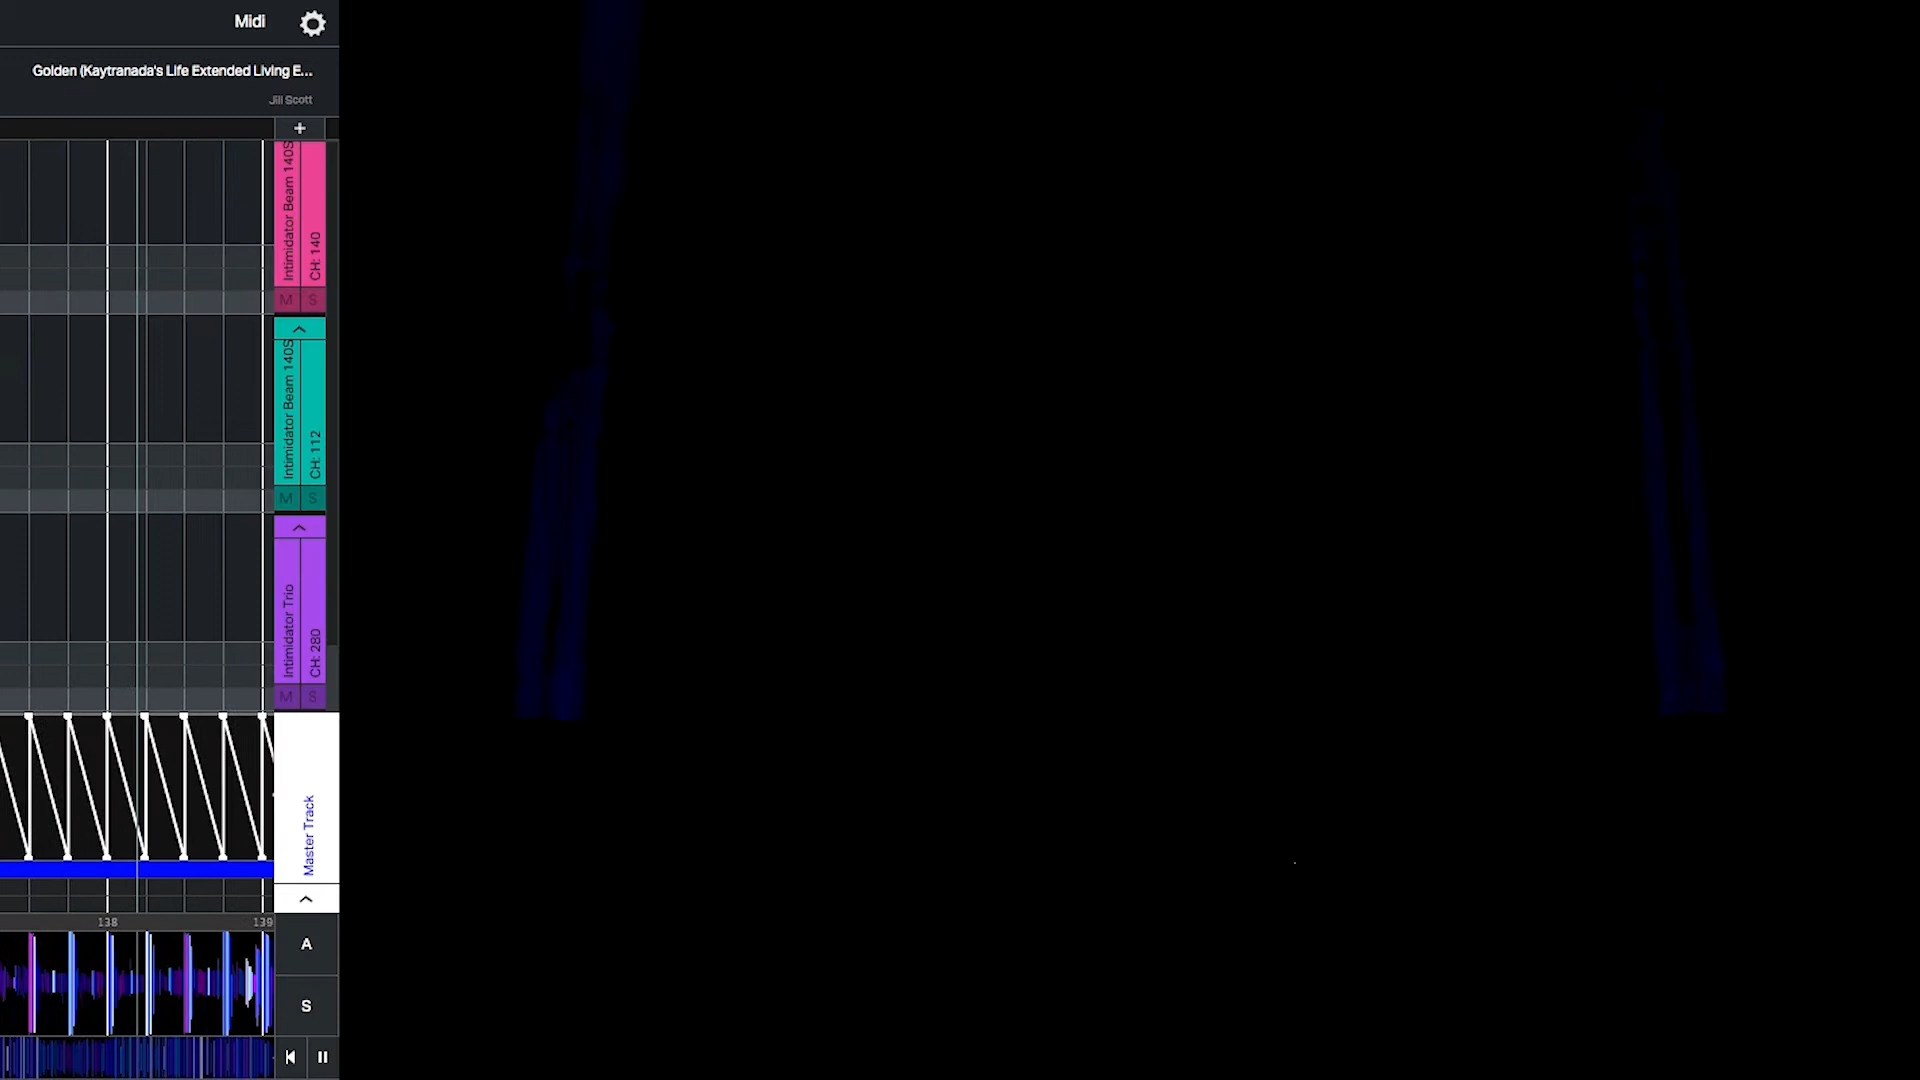 Midi
Golden (Kaytranada's Life Extended Living E...
Jill Scott
+
Intimidator Beam 140S
CH: 140
M S
Intimidator Beam 140S
CH: 112
M S
Intimidator Trio
CH: 280
M S
Master Track
138 139
A
S